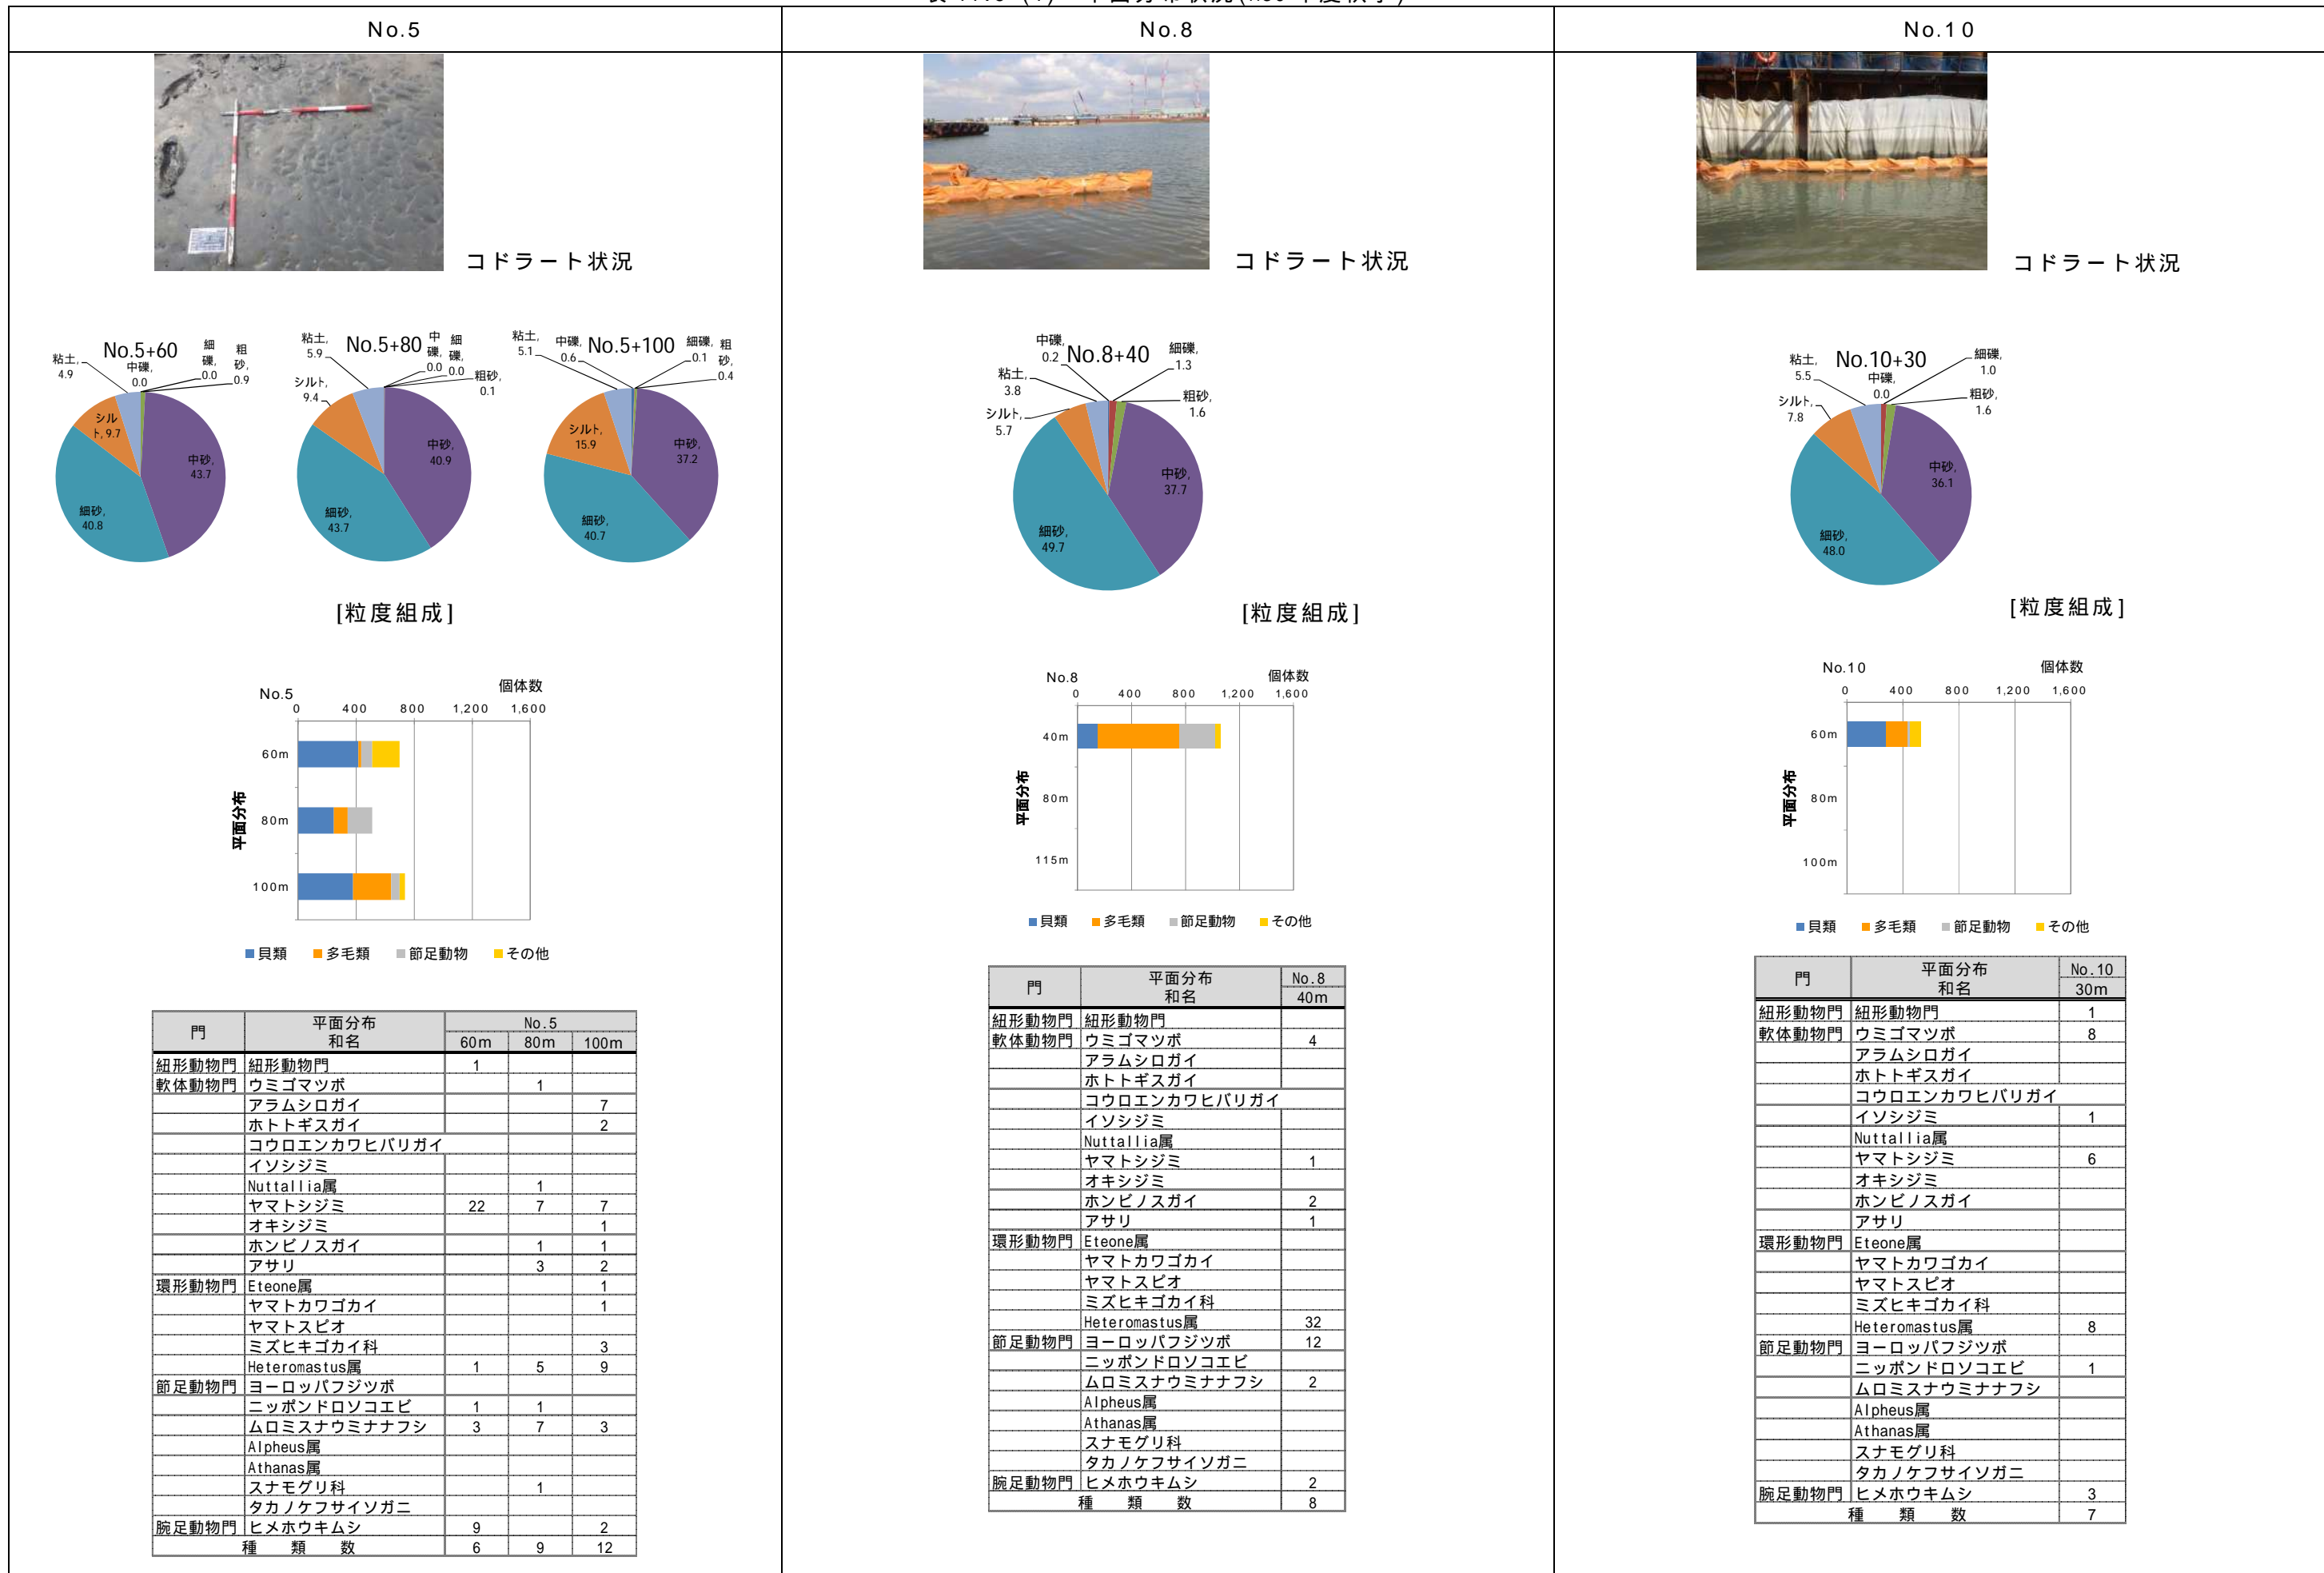 No.5
No.8
No.10
コドラート状況
コドラート状況
コドラート状況
No.5+60
粘土, 4.9
中礫, 0.0
細礫, 0.0
粗砂, 0.9
シルト, 9.7
中砂, 43.7
細砂, 40.8
No.5+80
粘土, 5.9
中礫, 0.0
細礫, 0.0
粗砂, 0.1
シルト, 9.4
中砂, 40.9
細砂, 43.7
No.5+100
粘土, 5.1
中礫, 0.6
細礫, 0.1
粗砂, 0.4
シルト, 15.9
中砂, 37.2
細砂, 40.7
[粒度組成]
No.8+40
中礫, 0.2
細礫, 1.3
粘土, 3.8
粗砂, 1.6
シルト, 5.7
中砂, 37.7
細砂, 49.7
[粒度組成]
No.10+30
粘土, 5.5
中礫, 0.0
細礫, 1.0
粗砂, 1.6
シルト, 7.8
中砂, 36.1
細砂, 48.0
[粒度組成]
No.5 個体数
0 400 800 1,200 1,600
平面分布
60m
80m
100m
貝類 多毛類 節足動物 その他
No.8 個体数
0 400 800 1,200 1,600
平面分布
40m
80m
115m
貝類 多毛類 節足動物 その他
No.10 個体数
0 400 800 1,200 1,600
平面分布
60m
80m
100m
貝類 多毛類 節足動物 その他
門 平面分布 和名 No.5
60m 80m 100m
紐形動物門 紐形動物門 1
軟体動物門 ウミゴマツボ 1
アラムシロガイ 7
ホトトギスガイ 2
コウロエンカワヒバリガイ
イソシジミ
Nuttallia属 1
ヤマトシジミ 22 7 7
オキシジミ 1
ホンビノスガイ 1 1
アサリ 3 2
環形動物門 Eteone属 1
ヤマトカワゴカイ 1
ヤマトスピオ
ミズヒキゴカイ科 3
Heteromastus属 1 5 9
節足動物門 ヨーロッパフジツボ
ニッポンドロソコエビ 1 1
ムロミスナウミナナフシ 3 7 3
Alpheus属
Athanas属
スナモグリ科 1
タカノケフサイソガニ
腕足動物門 ヒメホウキムシ 9 2
種 類 数 6 9 12
門 平面分布 和名 No.8
40m
紐形動物門 紐形動物門
軟体動物門 ウミゴマツボ 4
アラムシロガイ
ホトトギスガイ
コウロエンカワヒバリガイ
イソシジミ
Nuttallia属
ヤマトシジミ 1
オキシジミ
ホンビノスガイ 2
アサリ 1
環形動物門 Eteone属
ヤマトカワゴカイ
ヤマトスピオ
ミズヒキゴカイ科
Heteromastus属 32
節足動物門 ヨーロッパフジツボ 12
ニッポンドロソコエビ
ムロミスナウミナナフシ 2
Alpheus属
Athanas属
スナモグリ科
タカノケフサイソガニ
腕足動物門 ヒメホウキムシ 2
種 類 数 8
門 平面分布 和名 No.10
30m
紐形動物門 紐形動物門 1
軟体動物門 ウミゴマツボ 8
アラムシロガイ
ホトトギスガイ
コウロエンカワヒバリガイ
イソシジミ 1
Nuttallia属
ヤマトシジミ 6
オキシジミ
ホンビノスガイ
アサリ
環形動物門 Eteone属
ヤマトカワゴカイ
ヤマトスピオ
ミズヒキゴカイ科
Heteromastus属 8
節足動物門 ヨーロッパフジツボ
ニッポンドロソコエビ 1
ムロミスナウミナナフシ
Alpheus属
Athanas属
スナモグリ科
タカノケフサイソガニ
腕足動物門 ヒメホウキムシ 3
種 類 数 7